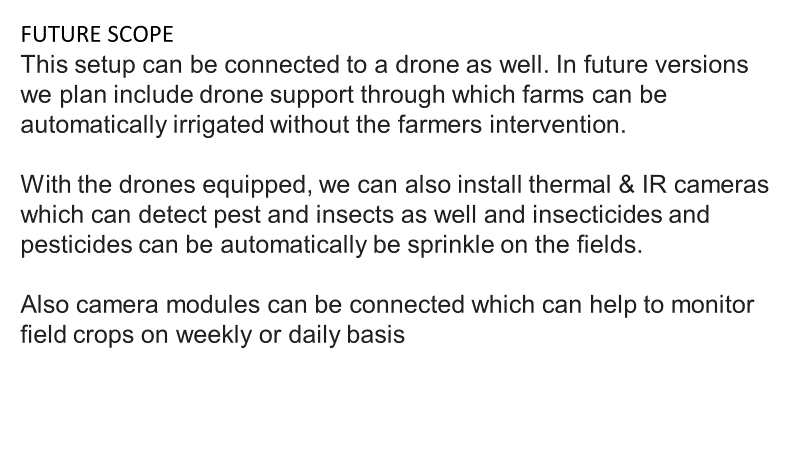 FUTURE SCOPE
This setup can be connected to a drone as well. In future versions
we plan include drone support through which farms can be
automatically irrigated without the farmers intervention.
With the drones equipped, we can also install thermal & IR cameras
which can detect pest and insects as well and insecticides and
pesticides can be automatically be sprinkle on the fields.
Also camera modules can be connected which can help to monitor
field crops on weekly or daily basis